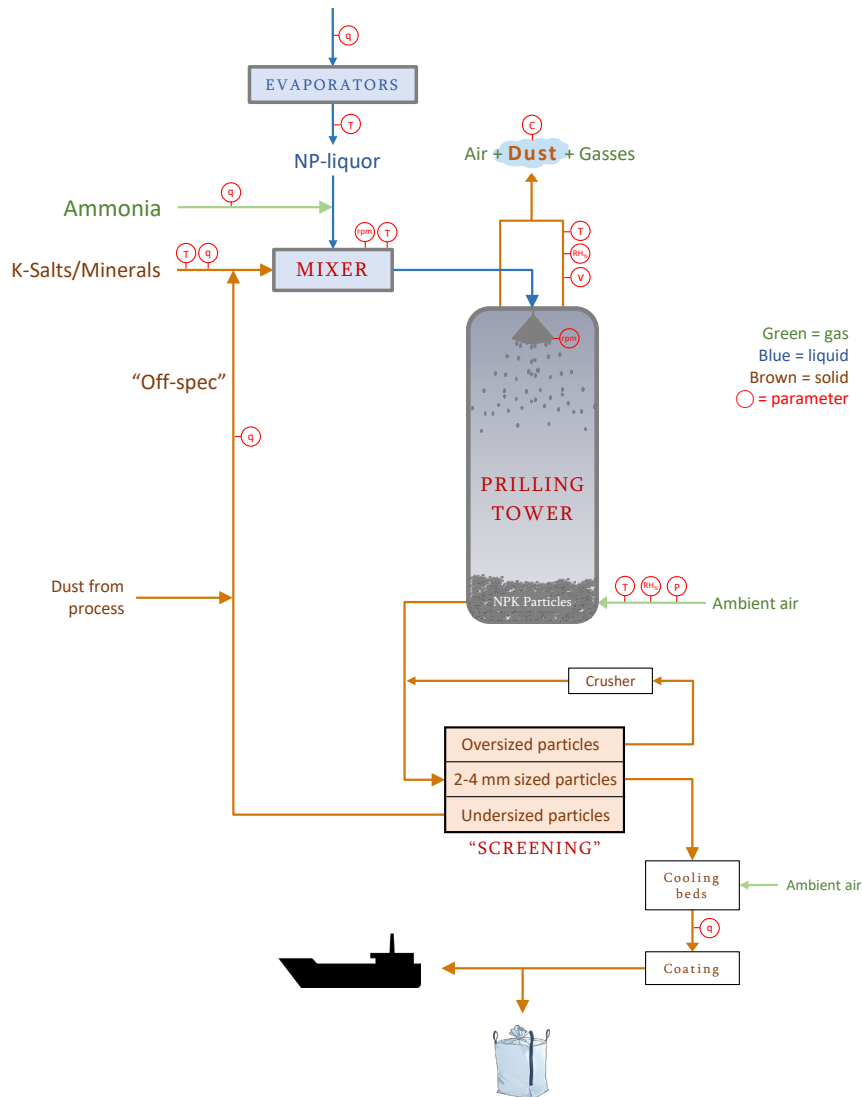 q
EVAPORATORS
T
NP-liquor
C
Air + Dust + Gasses
q
Ammonia
rpm T
T
T q
RH%
K-Salts/Minerals
MIXER
V
Green = gas
rpm
Blue = liquid
Brown = solid
= parameter
"Off-spec"
q
PRILLING
TOWER
Dust from
process
T RH% P
NPK Particles
Ambient air
Crusher
Oversized particles
2-4 mm sized particles
Undersized particles
"SCREENING"
Cooling
beds
Ambient air
q
Coating